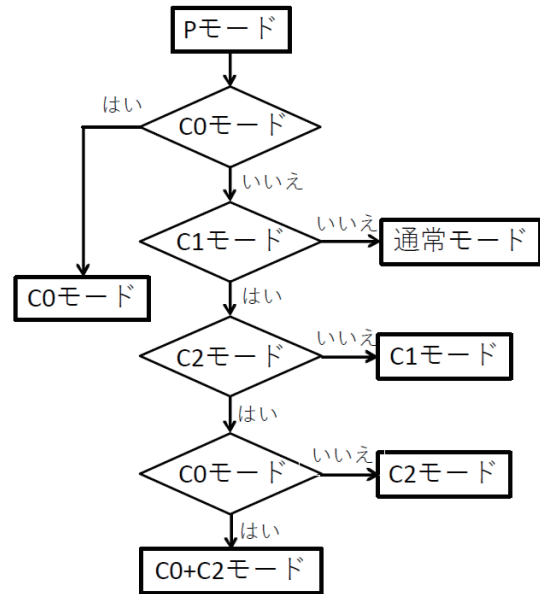 Pモード
はい
C0モード
いいえ
C1モード
いいえ
通常モード
C0モード
はい
C2モード
いいえ
C1モード
はい
C0モード
いいえ
C2モード
はい
C0+C2モード